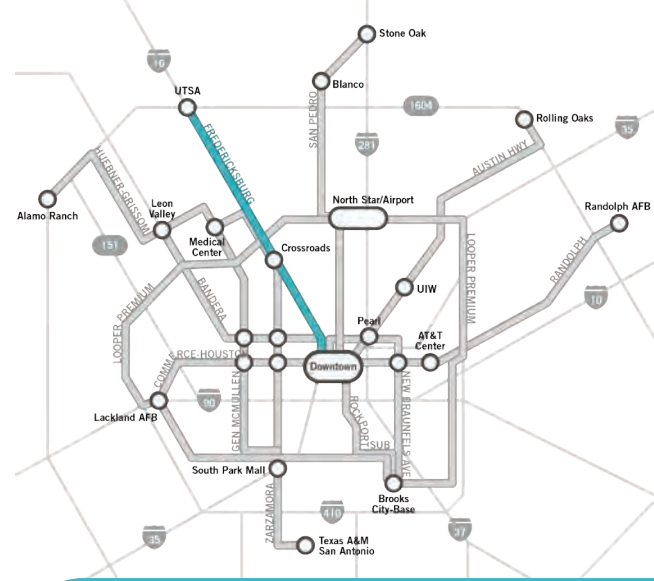 Stone Oak
10
UTSA
Blanco
1604
SAN PEDRO
Rolling Oaks
FREDERICKSBURG
281
35
AUSTIN HWY
HUEBNER-GRISSOM
Leon
Valley
North Star/Airport
Randolph AFB
Alamo Ranch
Medical
Center
151
Crossroads
LOOPER PREMIUM
RANDOLPH
BANDERA
UIW
10
LOOPER PREMIUM
Pearl
AT&T
Center
COMM
RCE-HOUSTON
Downtown
90
Lackland AFB
GEN MCMULLEN
ROCKPORT
SUB
NEW BRAUNFELS AVE
South Park Mall
Brooks
City-Base
ZARZAMORA
410
35
37
Texas A&M
San Antonio